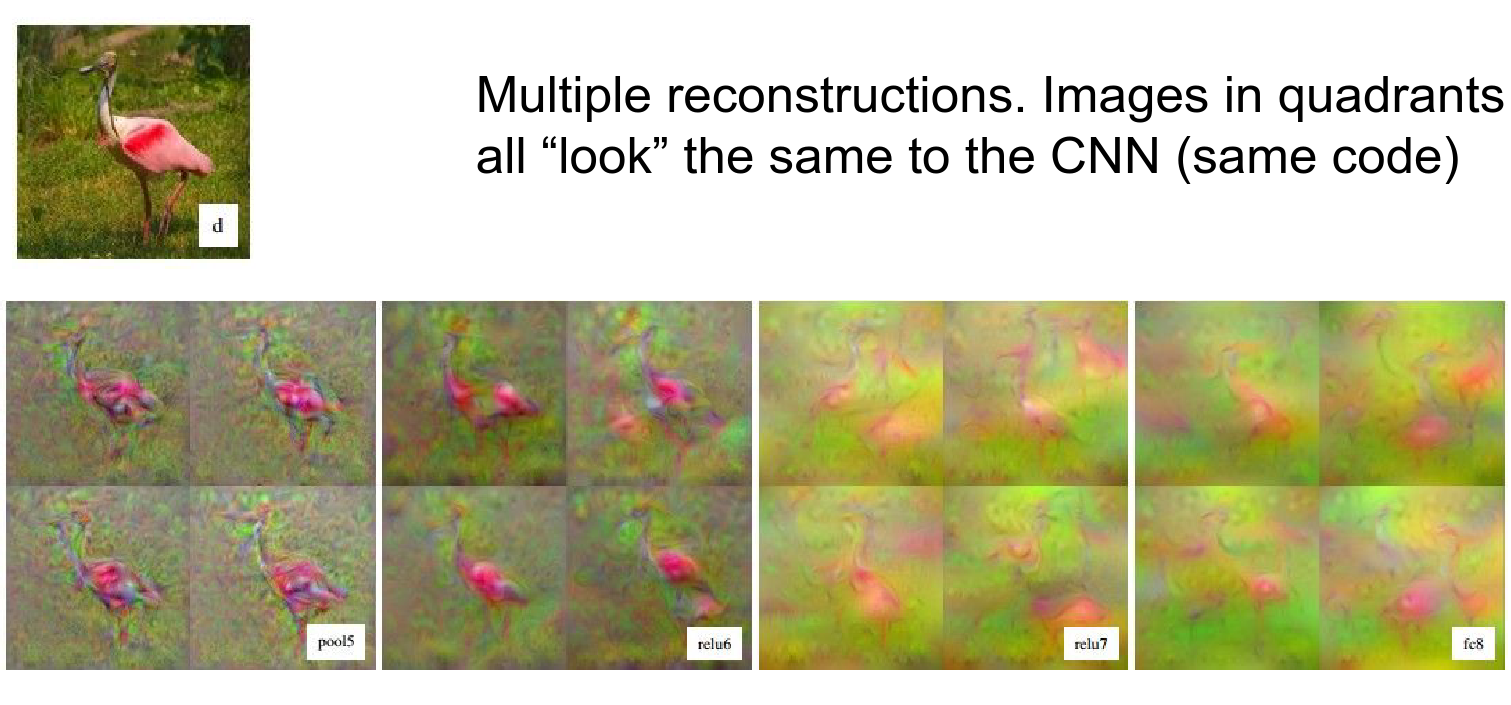 d
Multiple reconstructions. Images in quadrants
all “look” the same to the CNN (same code)
pool5
relu6
relu7
fc8